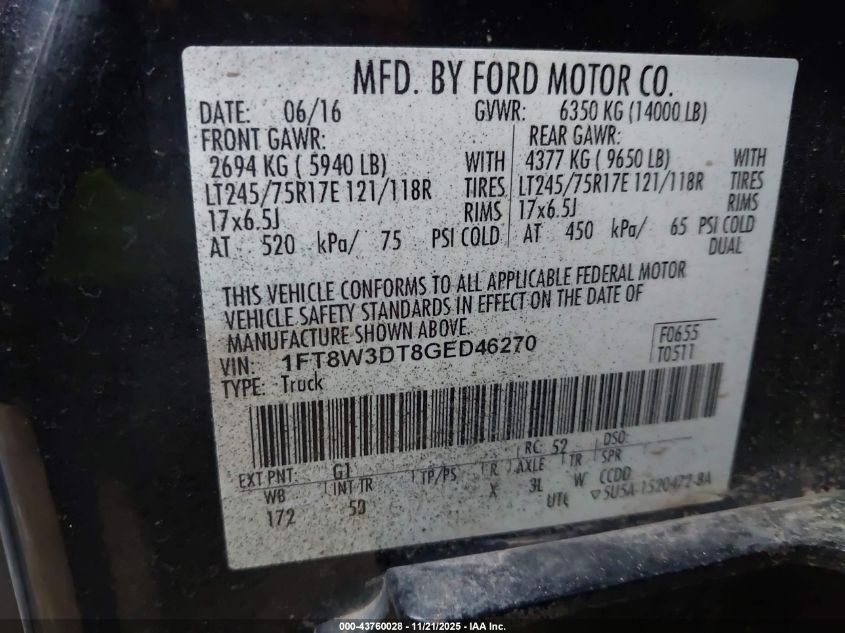 MFD. BY FORD MOTOR CO.
DATE: 06/16 GVWR: 6350 KG (14000 LB)
FRONT GAWR: REAR GAWR:
2694 KG ( 5940 LB) WITH 4377 KG ( 9650 LB) WITH
LT245/75R17E 121/118R TIRES LT245/75R17E 121/118R TIRES
17x6.5J RIMS 17x6.5J RIMS
AT 520 kPa/ 75 PSI COLD AT 450 kPa/ 65 PSI COLD
DUAL
THIS VEHICLE CONFORMS TO ALL APPLICABLE FEDERAL MOTOR
VEHICLE SAFETY STANDARDS IN EFFECT ON THE DATE OF
MANUFACTURE SHOWN ABOVE.
VIN: 1FT8W3DT8GED46270 F0655
TYPE: Truck T0511
EXT PNT: G1 RC: 52 DSO:
WB INT TR TP/PS R AXLE TR SPR
172 5D X 3L W CCDD
UTC ▽5U5A-1520472-BA
000-43760028 - 11/21/2025 - IAA Inc.